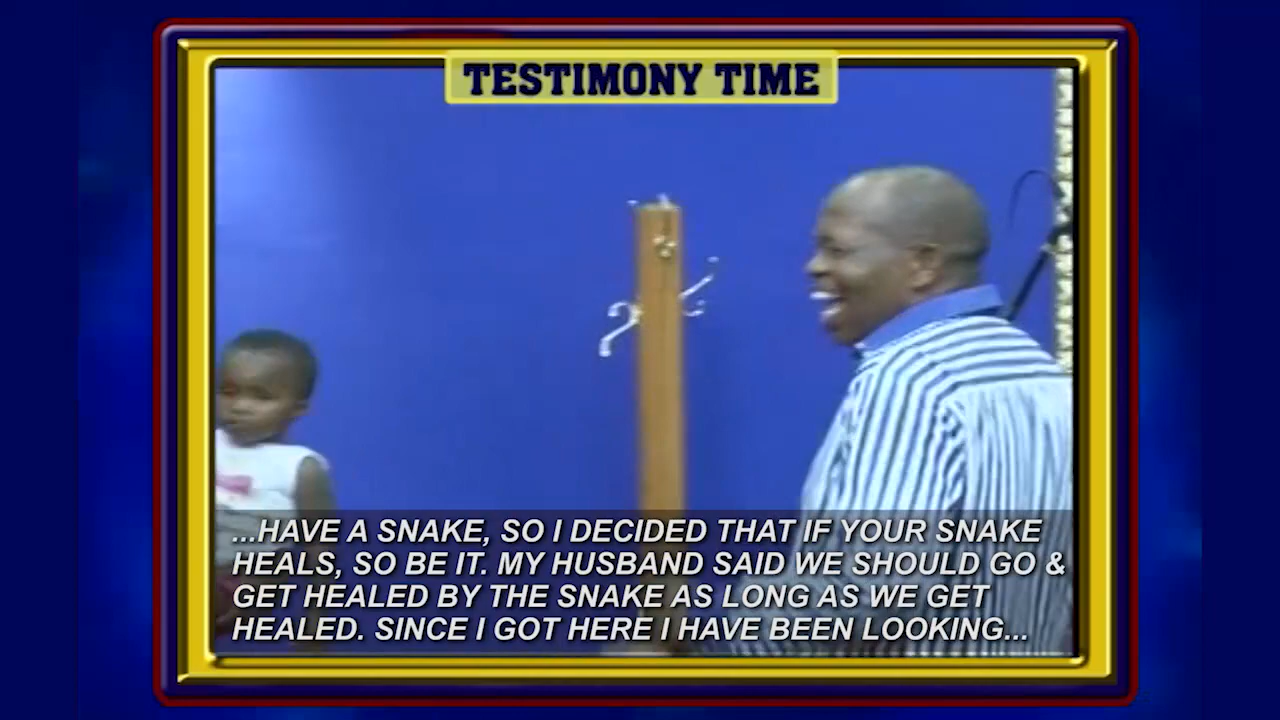 TESTIMONY TIME
...HAVE A SNAKE, SO I DECIDED THAT IF YOUR SNAKE
HEALS, SO BE IT. MY HUSBAND SAID WE SHOULD GO &
GET HEALED BY THE SNAKE AS LONG AS WE GET
HEALED. SINCE I GOT HERE I HAVE BEEN LOOKING...